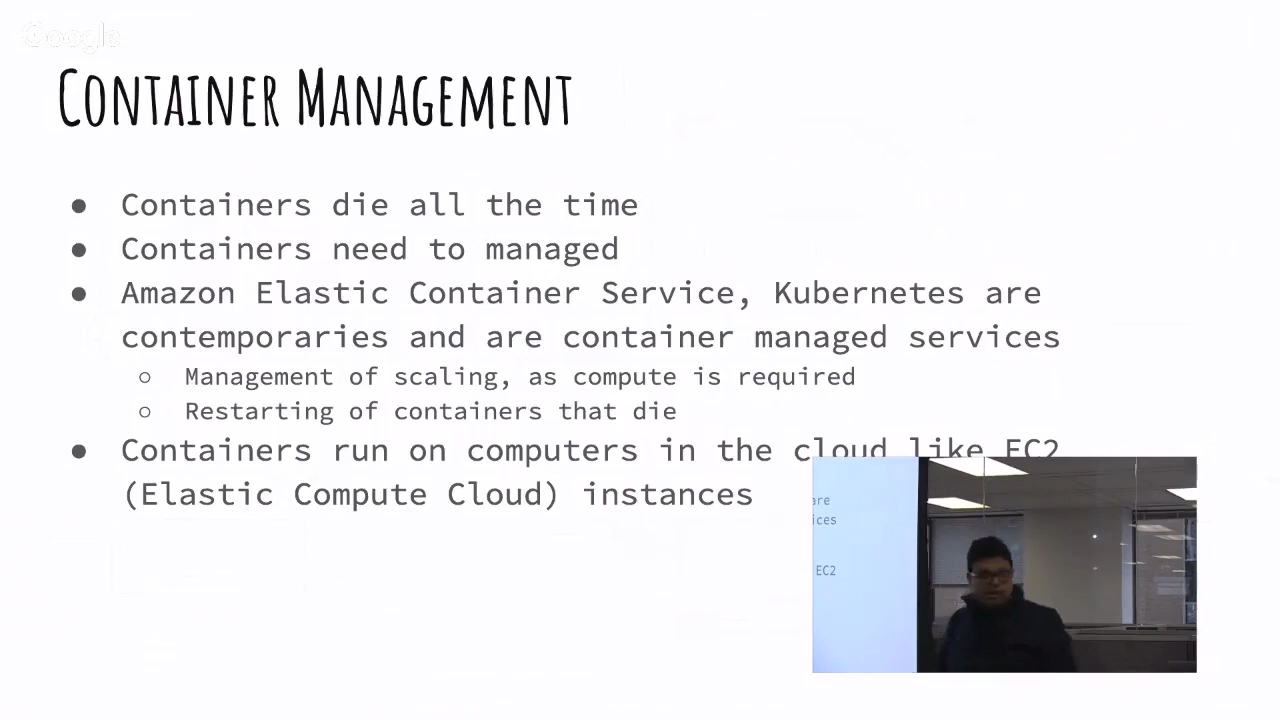 Google
Container Management
● Containers die all the time
● Containers need to managed
● Amazon Elastic Container Service, Kubernetes are
contemporaries and are container managed services
○ Management of scaling, as compute is required
○ Restarting of containers that die
● Containers run on computers in the cloud like EC2
(Elastic Compute Cloud) instances
are
ices
EC2